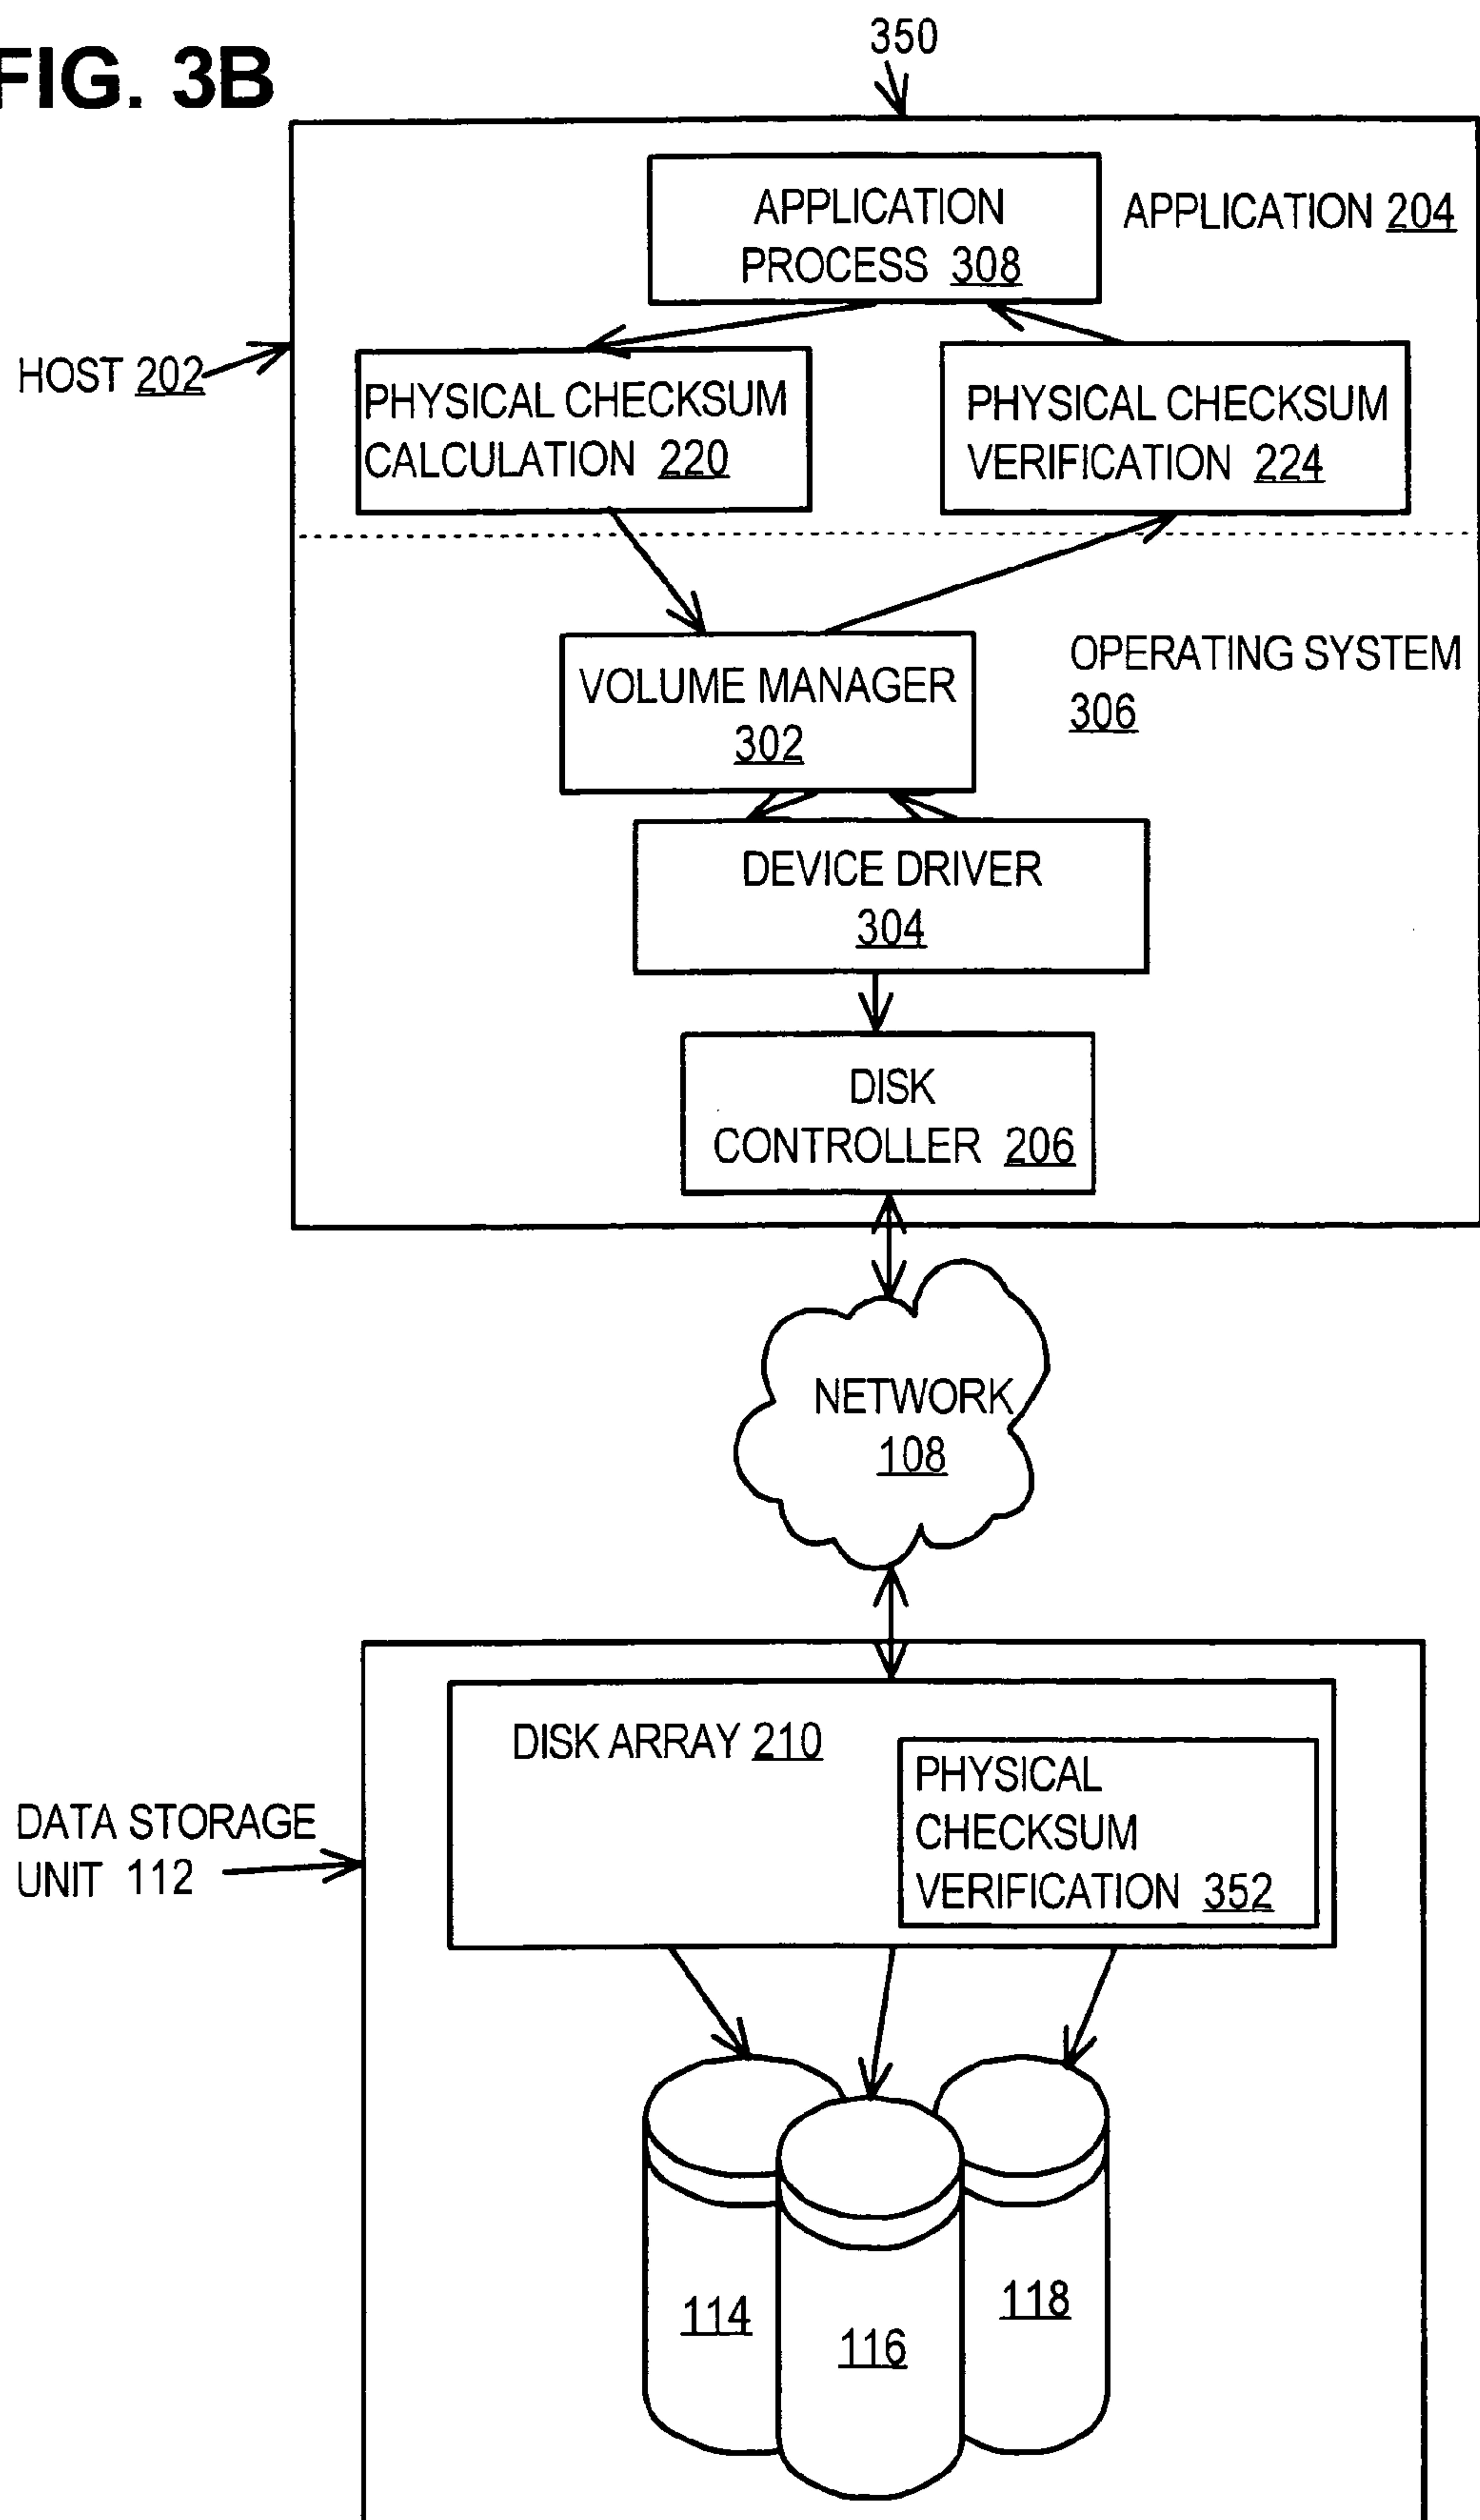 FIG. 3B
350
APPLICATION
PROCESS 308
APPLICATION 204
HOST 202
PHYSICAL CHECKSUM
CALCULATION 220
PHYSICAL CHECKSUM
VERIFICATION 224
VOLUME MANAGER
302
OPERATING SYSTEM
306
DEVICE DRIVER
304
DISK
CONTROLLER 206
NETWORK
108
DISK ARRAY 210
PHYSICAL
CHECKSUM
VERIFICATION 352
DATA STORAGE
UNIT 112
114
116
118